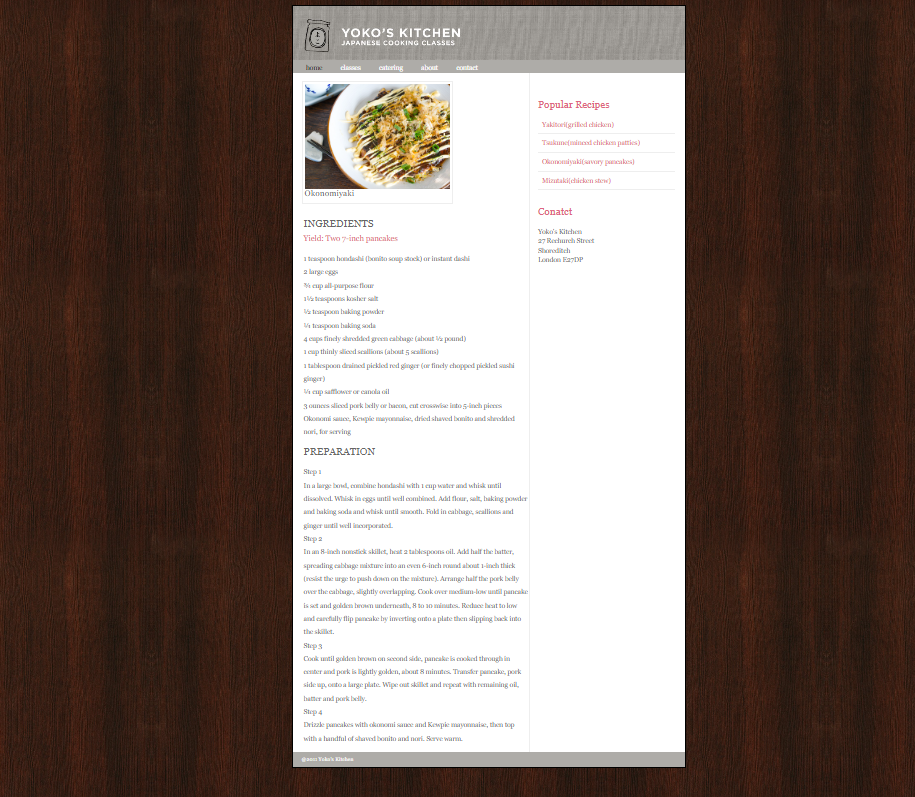 YOKO'S KITCHEN
JAPANESE COOKING CLASSES
home classes catering about contact
Okonomiyaki
INGREDIENTS
Yield: Two 7-inch pancakes
1 teaspoon hondashi (bonito soup stock) or instant dashi
2 large eggs
¾ cup all-purpose flour
1½ teaspoons kosher salt
½ teaspoon baking powder
¼ teaspoon baking soda
4 cups finely shredded green cabbage (about ½ pound)
1 cup thinly sliced scallions (about 5 scallions)
1 tablespoon drained pickled red ginger (or finely chopped pickled sushi
ginger)
¼ cup safflower or canola oil
3 ounces sliced pork belly or bacon, cut crosswise into 5-inch pieces
Okonomi sauce, Kewpie mayonnaise, dried shaved bonito and shredded
nori, for serving
PREPARATION
Step 1
In a large bowl, combine hondashi with 1 cup water and whisk until
dissolved. Whisk in eggs until well combined. Add flour, salt, baking powder
and baking soda and whisk until smooth. Fold in cabbage, scallions and
ginger until well incorporated.
Step 2
In an 8-inch nonstick skillet, heat 2 tablespoons oil. Add half the batter,
spreading cabbage mixture into an even 6-inch round about 1-inch thick
(resist the urge to push down on the mixture). Arrange half the pork belly
over the cabbage, slightly overlapping. Cook over medium-low until pancake
is set and golden brown underneath, 8 to 10 minutes. Reduce heat to low
and carefully flip pancake by inverting onto a plate then slipping back into
the skillet.
Step 3
Cook until golden brown on second side, pancake is cooked through in
center and pork is lightly golden, about 8 minutes. Transfer pancake, pork
side up, onto a large plate. Wipe out skillet and repeat with remaining oil,
batter and pork belly.
Step 4
Drizzle pancakes with okonomi sauce and Kewpie mayonnaise, then top
with a handful of shaved bonito and nori. Serve warm.
Popular Recipes
Yakitori(grilled chicken)
Tsukune(minced chicken patties)
Okonomiyaki(savory pancakes)
Mizutaki(chicken stew)
Conatct
Yoko's Kitchen
27 Rechurch Street
Shoreditch
London E27DP
Yoko's Kitchen